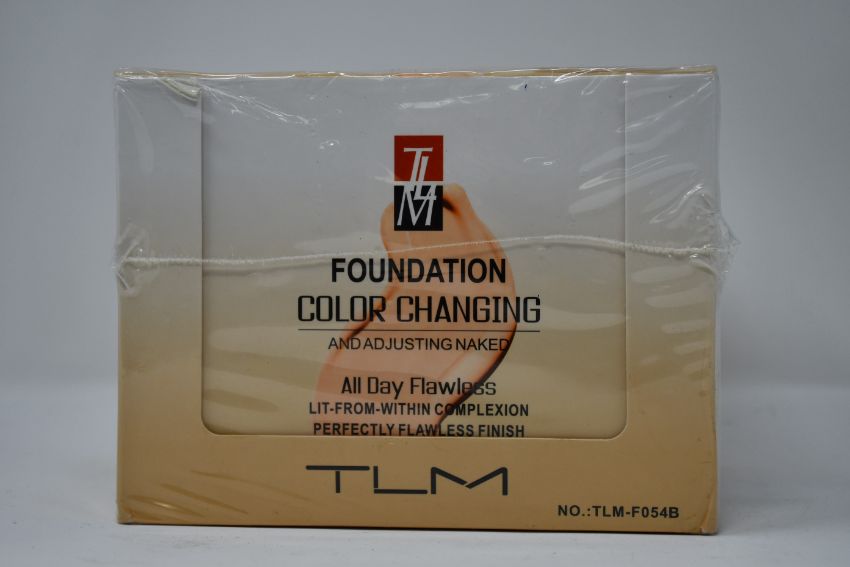 TLM
FOUNDATION
COLOR CHANGING
AND ADJUSTING NAKED
All Day Flawless
LIT-FROM-WITHIN COMPLEXION
PERFECTLY FLAWLESS FINISH
TLM
NO.:TLM-F054B